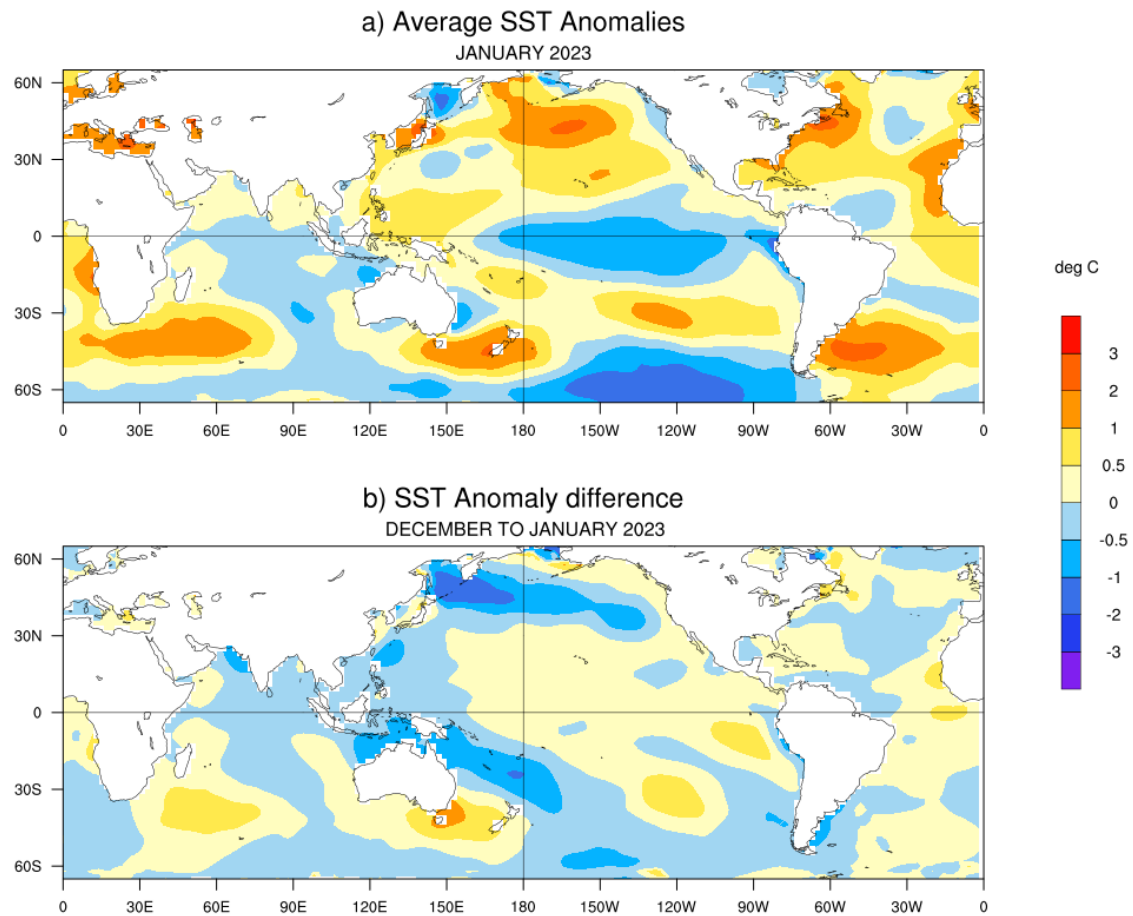 a) Average SST Anomalies
JANUARY 2023
60N
30N
0
30S
60S
0 30E 60E 90E 120E 150E 180 150W 120W 90W 60W 30W 0
deg C
3
2
1
0.5
0
-0.5
-1
-2
-3
b) SST Anomaly difference
DECEMBER TO JANUARY 2023
60N
30N
0
30S
60S
0 30E 60E 90E 120E 150E 180 150W 120W 90W 60W 30W 0